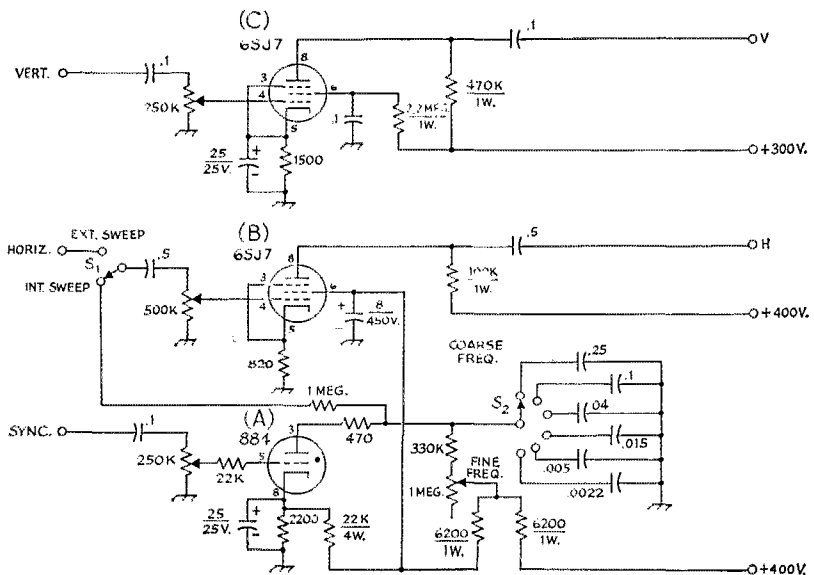 (C)
6SJ7
VERT.
.1
250K
3
4
8
6
5
25
25V.
+
-
1500
.1
2.2 MEG.
1W.
470K
1W.
.1
V
+300V.
(B)
6SJ7
HORIZ.
EXT. SWEEP
S1
INT. SWEEP
.5
500K
3
4
8
6
5
820
+
8
450V.
100K
1W.
.5
H
+400V.
COARSE
FREQ.
S2
.25
.1
.04
.015
.005
.0022
1 MEG.
(A)
884
SYNC.
.1
250K
22K
3
5
8
470
25
25V.
+
-
2200
22K
4W.
330K
FINE
FREQ.
1 MEG.
6200
1W.
6200
1W.
+400V.